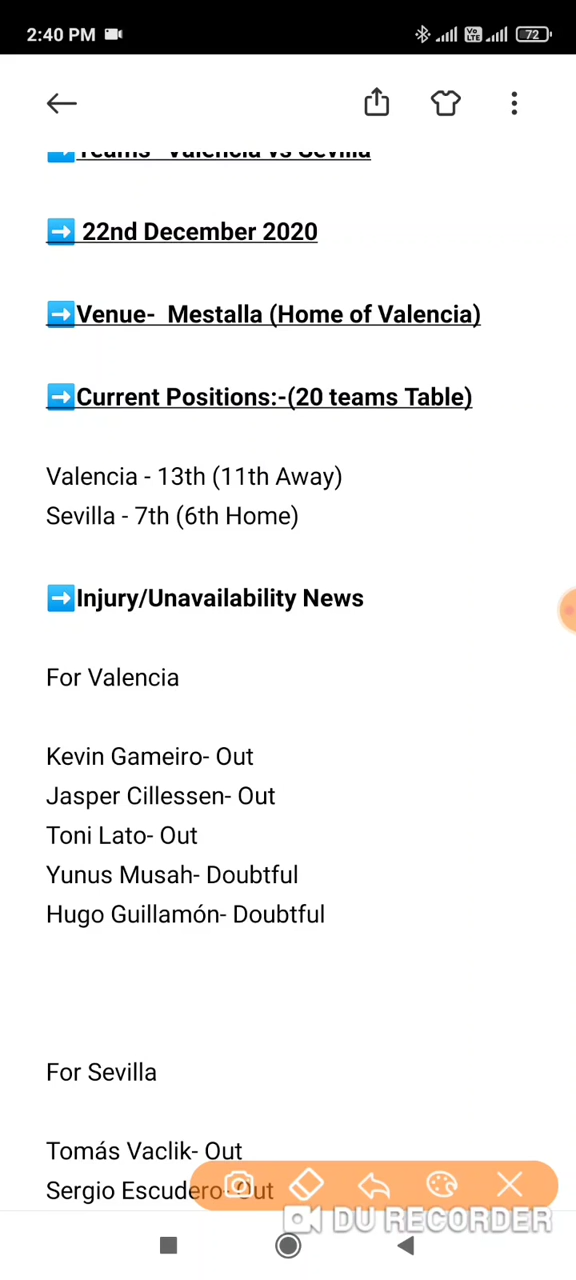 2:40 PM
Vo LTE
72
Teams- Valencia vs Sevilla
22nd December 2020
Venue- Mestalla (Home of Valencia)
Current Positions:-(20 teams Table)
Valencia - 13th (11th Away)
Sevilla - 7th (6th Home)
Injury/Unavailability News
For Valencia
Kevin Gameiro- Out
Jasper Cillessen- Out
Toni Lato- Out
Yunus Musah- Doubtful
Hugo Guillamón- Doubtful
For Sevilla
Tomás Vaclik- Out
Sergio Escudero- Out
DU RECORDER